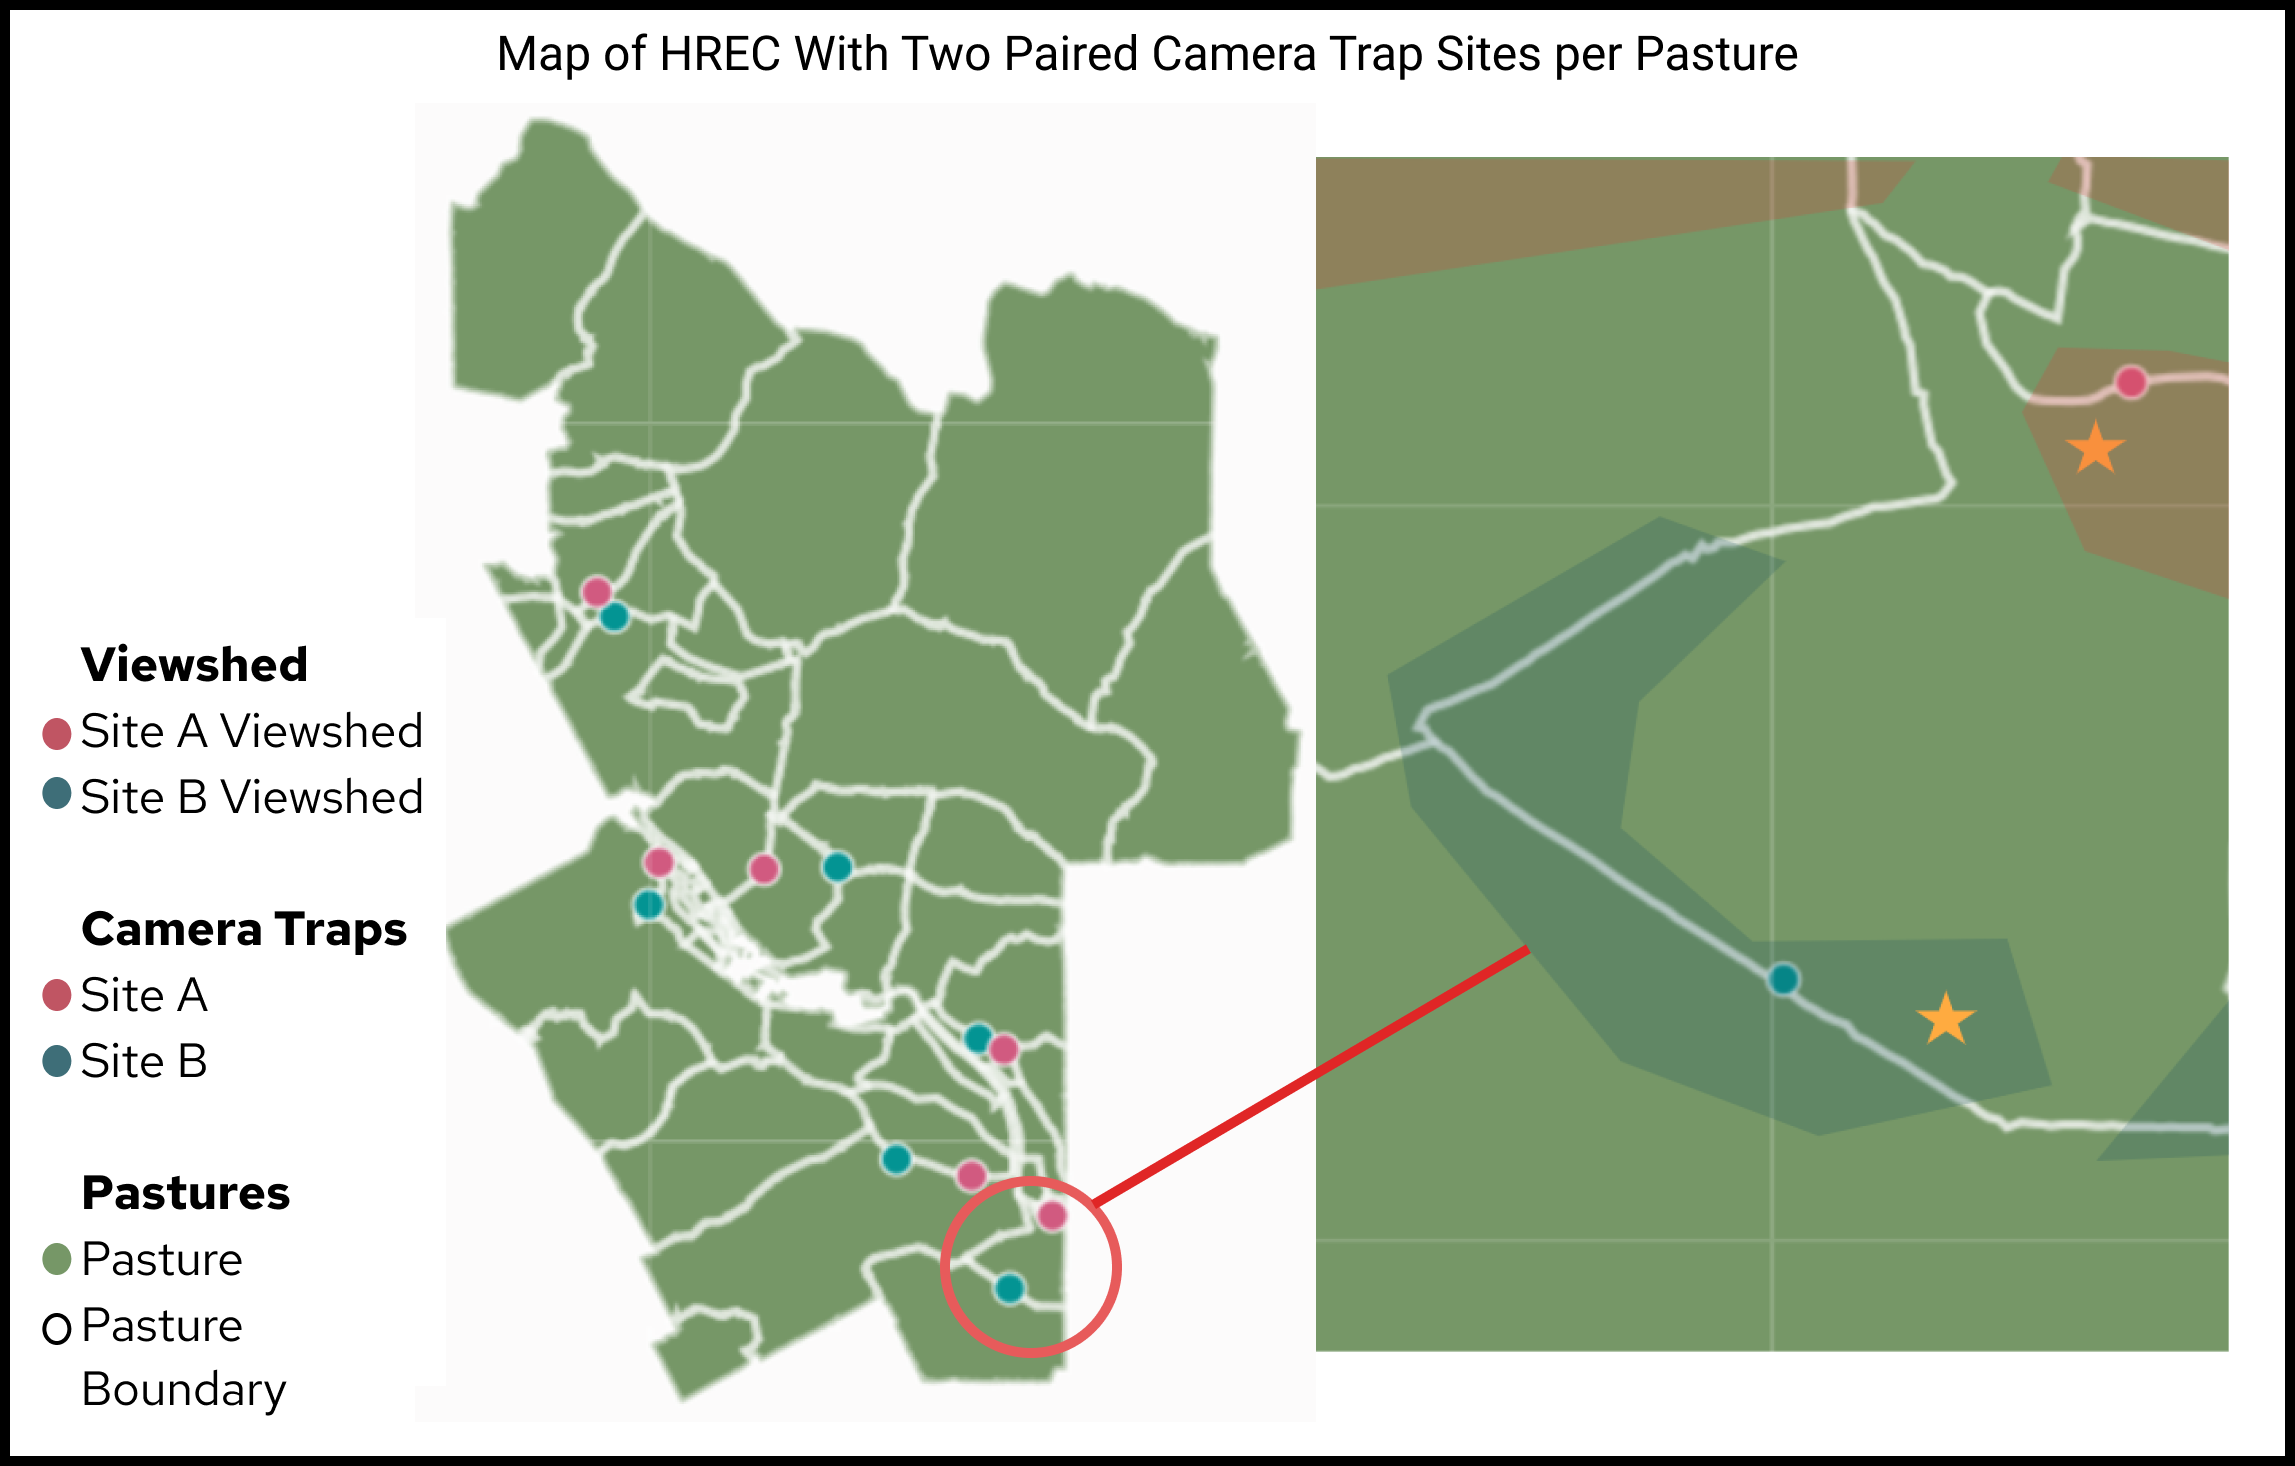 Map of HREC With Two Paired Camera Trap Sites per Pasture
Viewshed
Site A Viewshed
Site B Viewshed
Camera Traps
Site A
Site B
Pastures
Pasture
Pasture
Boundary